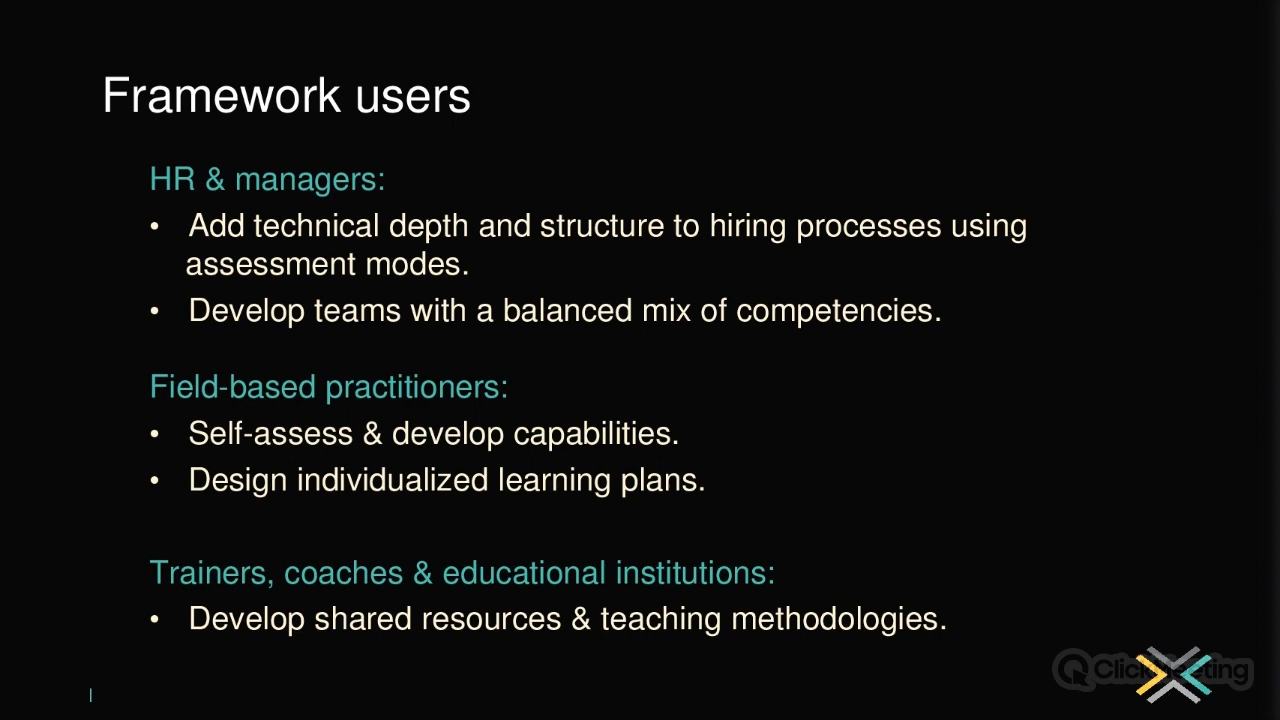 Framework users
HR & managers:
• Add technical depth and structure to hiring processes using
assessment modes.
• Develop teams with a balanced mix of competencies.
Field-based practitioners:
• Self-assess & develop capabilities.
• Design individualized learning plans.
Trainers, coaches & educational institutions:
• Develop shared resources & teaching methodologies.
|
ClickMeeting